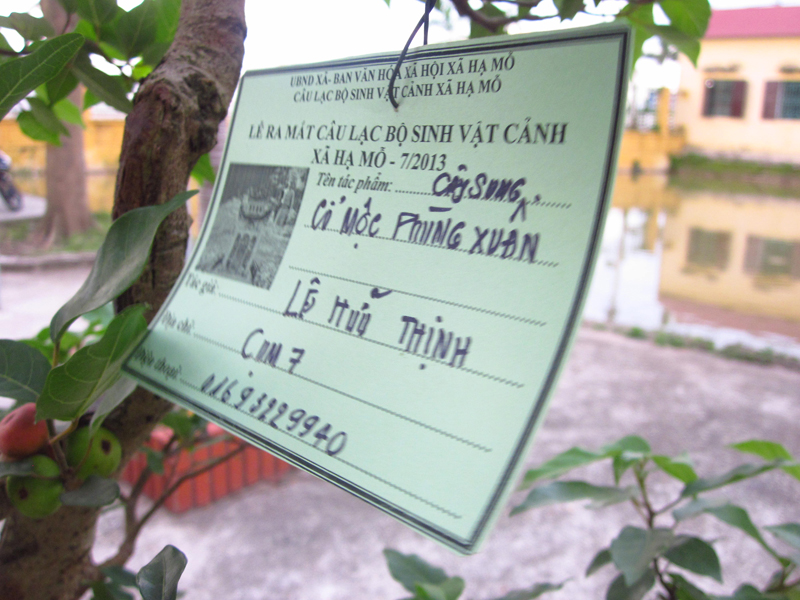 UBND XÃ- BAN VĂN HÓA XÃ HỘI XÃ HẠ MỖ
CÂU LẠC BỘ SINH VẬT CẢNH XÃ HẠ MỖ
LỄ RA MẮT CÂU LẠC BỘ SINH VẬT CẢNH
XÃ HẠ MỖ - 7/2013
Tên tác phẩm: CÂY SUNG
CỔ MỘC PHÙNG XUAN
Tác giả: LÊ HUŨ THỊNH
Địa chỉ: CỤM 7
Điện thoại: 01693229940